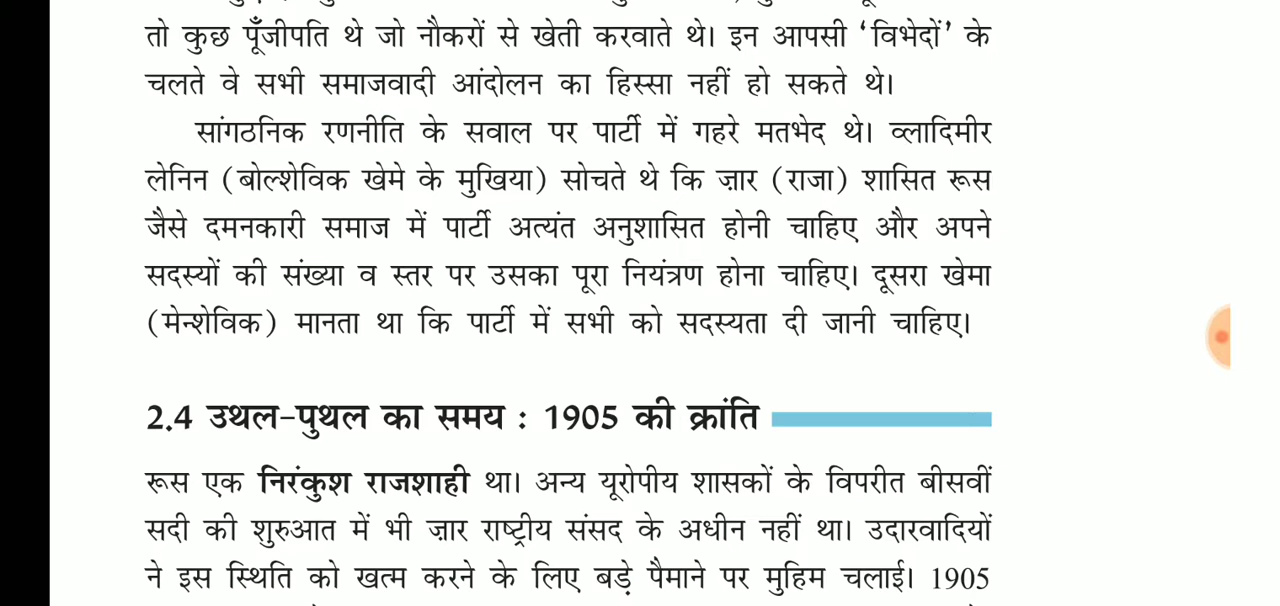 तो कुछ पूँजीपति थे जो नौकरों से खेती करवाते थे। इन आपसी ‘विभेदों’ के
चलते वे सभी समाजवादी आंदोलन का हिस्सा नहीं हो सकते थे।
सांगठनिक रणनीति के सवाल पर पार्टी में गहरे मतभेद थे। व्लादिमीर
लेनिन (बोल्शेविक खेमे के मुखिया) सोचते थे कि ज़ार (राजा) शासित रूस
जैसे दमनकारी समाज में पार्टी अत्यंत अनुशासित होनी चाहिए और अपने
सदस्यों की संख्या व स्तर पर उसका पूरा नियंत्रण होना चाहिए। दूसरा खेमा
(मेन्शेविक) मानता था कि पार्टी में सभी को सदस्यता दी जानी चाहिए।
2.4 उथल-पुथल का समय : 1905 की क्रांति
रूस एक निरंकुश राजशाही था। अन्य यूरोपीय शासकों के विपरीत बीसवीं
सदी की शुरुआत में भी ज़ार राष्ट्रीय संसद के अधीन नहीं था। उदारवादियों
ने इस स्थिति को खत्म करने के लिए बड़े पैमाने पर मुहिम चलाई। 1905